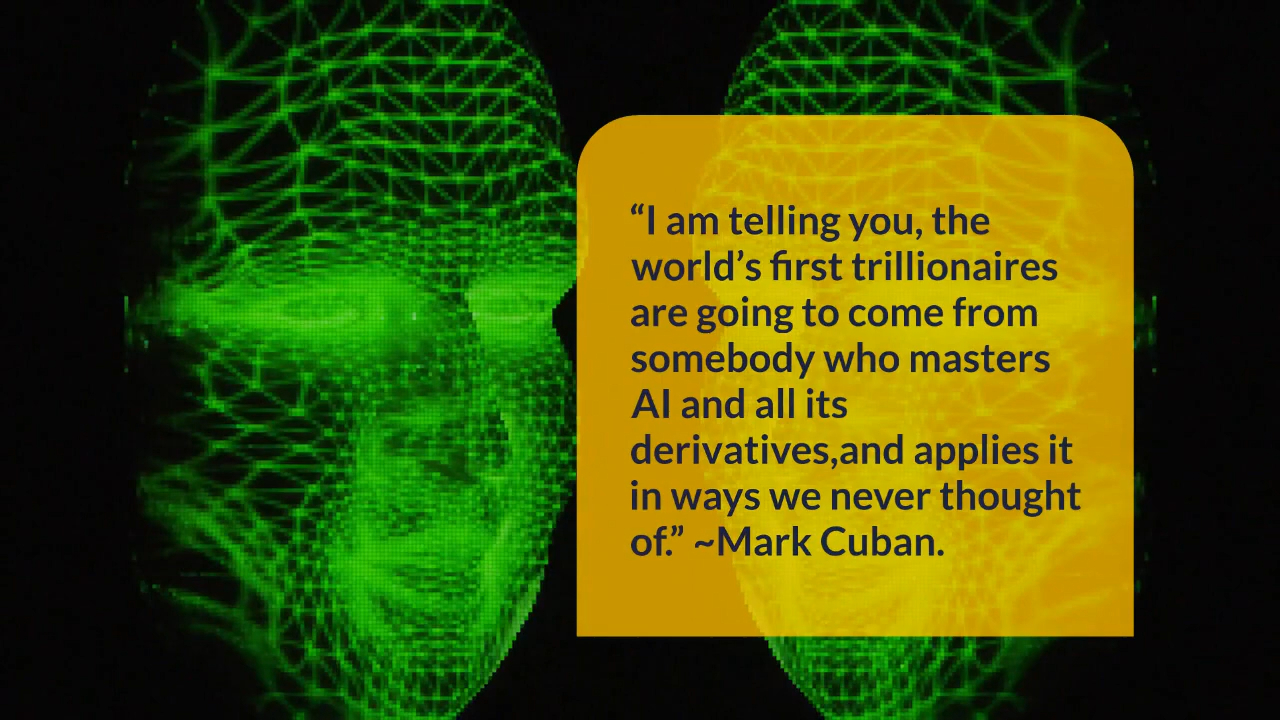 “I am telling you, the
world’s first trillionaires
are going to come from
somebody who masters
AI and all its
derivatives,and applies it
in ways we never thought
of.” ~Mark Cuban.